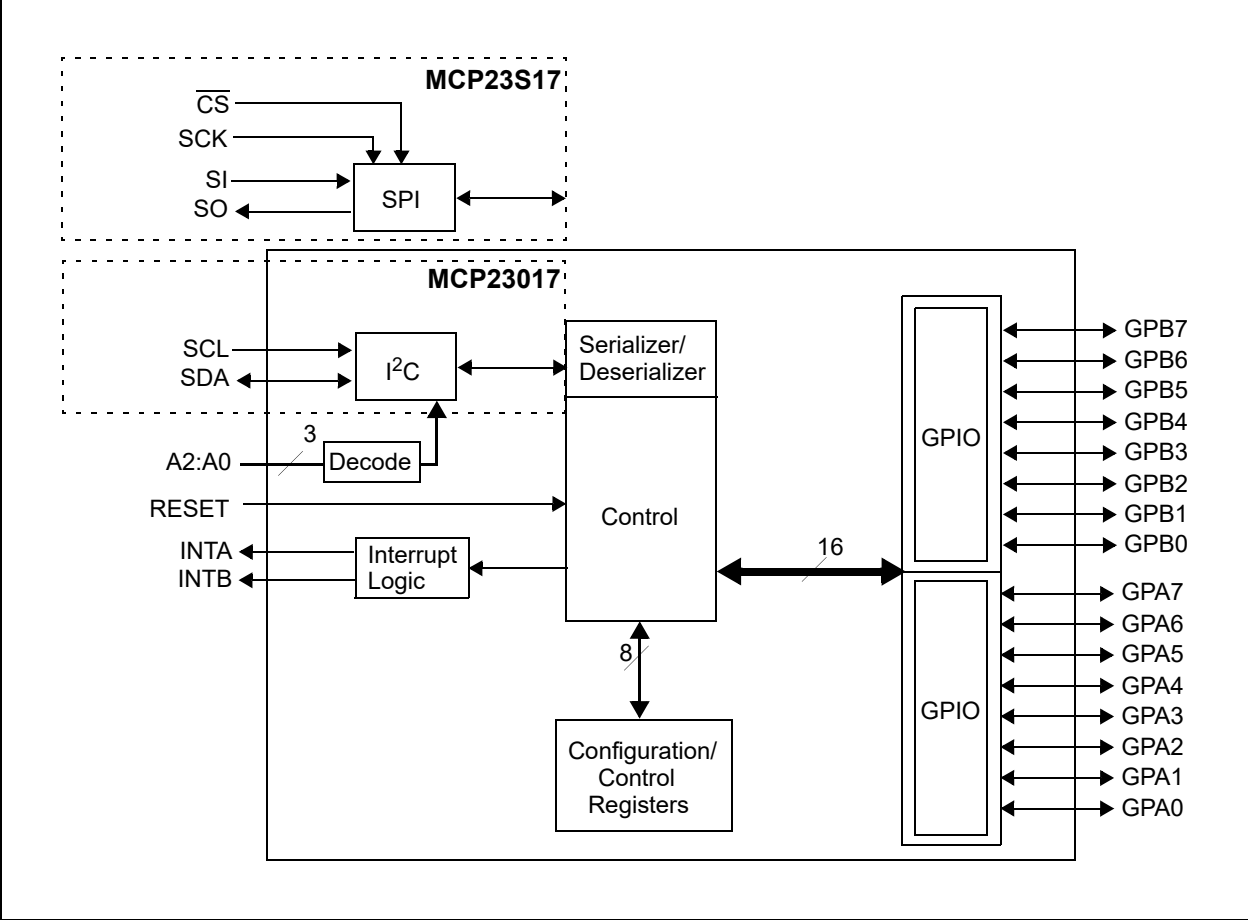 MCP23S17
C̅S̅
SCK
SI
SO
SPI
MCP23017
SCL
SDA
I²C
Serializer/
Deserializer
3
A2:A0
Decode
RESET
Control
INTA
INTB
Interrupt
Logic
16
8
Configuration/
Control
Registers
GPIO
GPB7
GPB6
GPB5
GPB4
GPB3
GPB2
GPB1
GPB0
GPIO
GPA7
GPA6
GPA5
GPA4
GPA3
GPA2
GPA1
GPA0